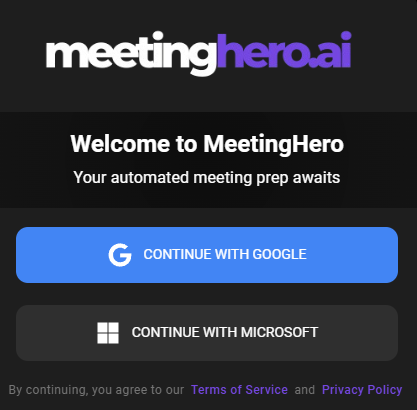 meetinghero.ai
Welcome to MeetingHero
Your automated meeting prep awaits
CONTINUE WITH GOOGLE
CONTINUE WITH MICROSOFT
By continuing, you agree to our Terms of Service and Privacy Policy